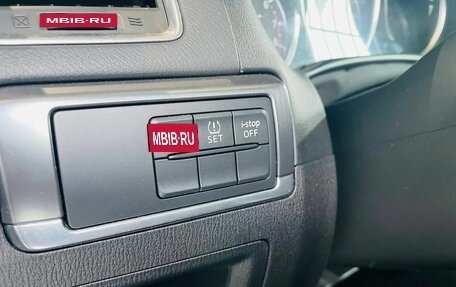 MBIB.RU
MBIB.RU
SET
i-stop
OFF